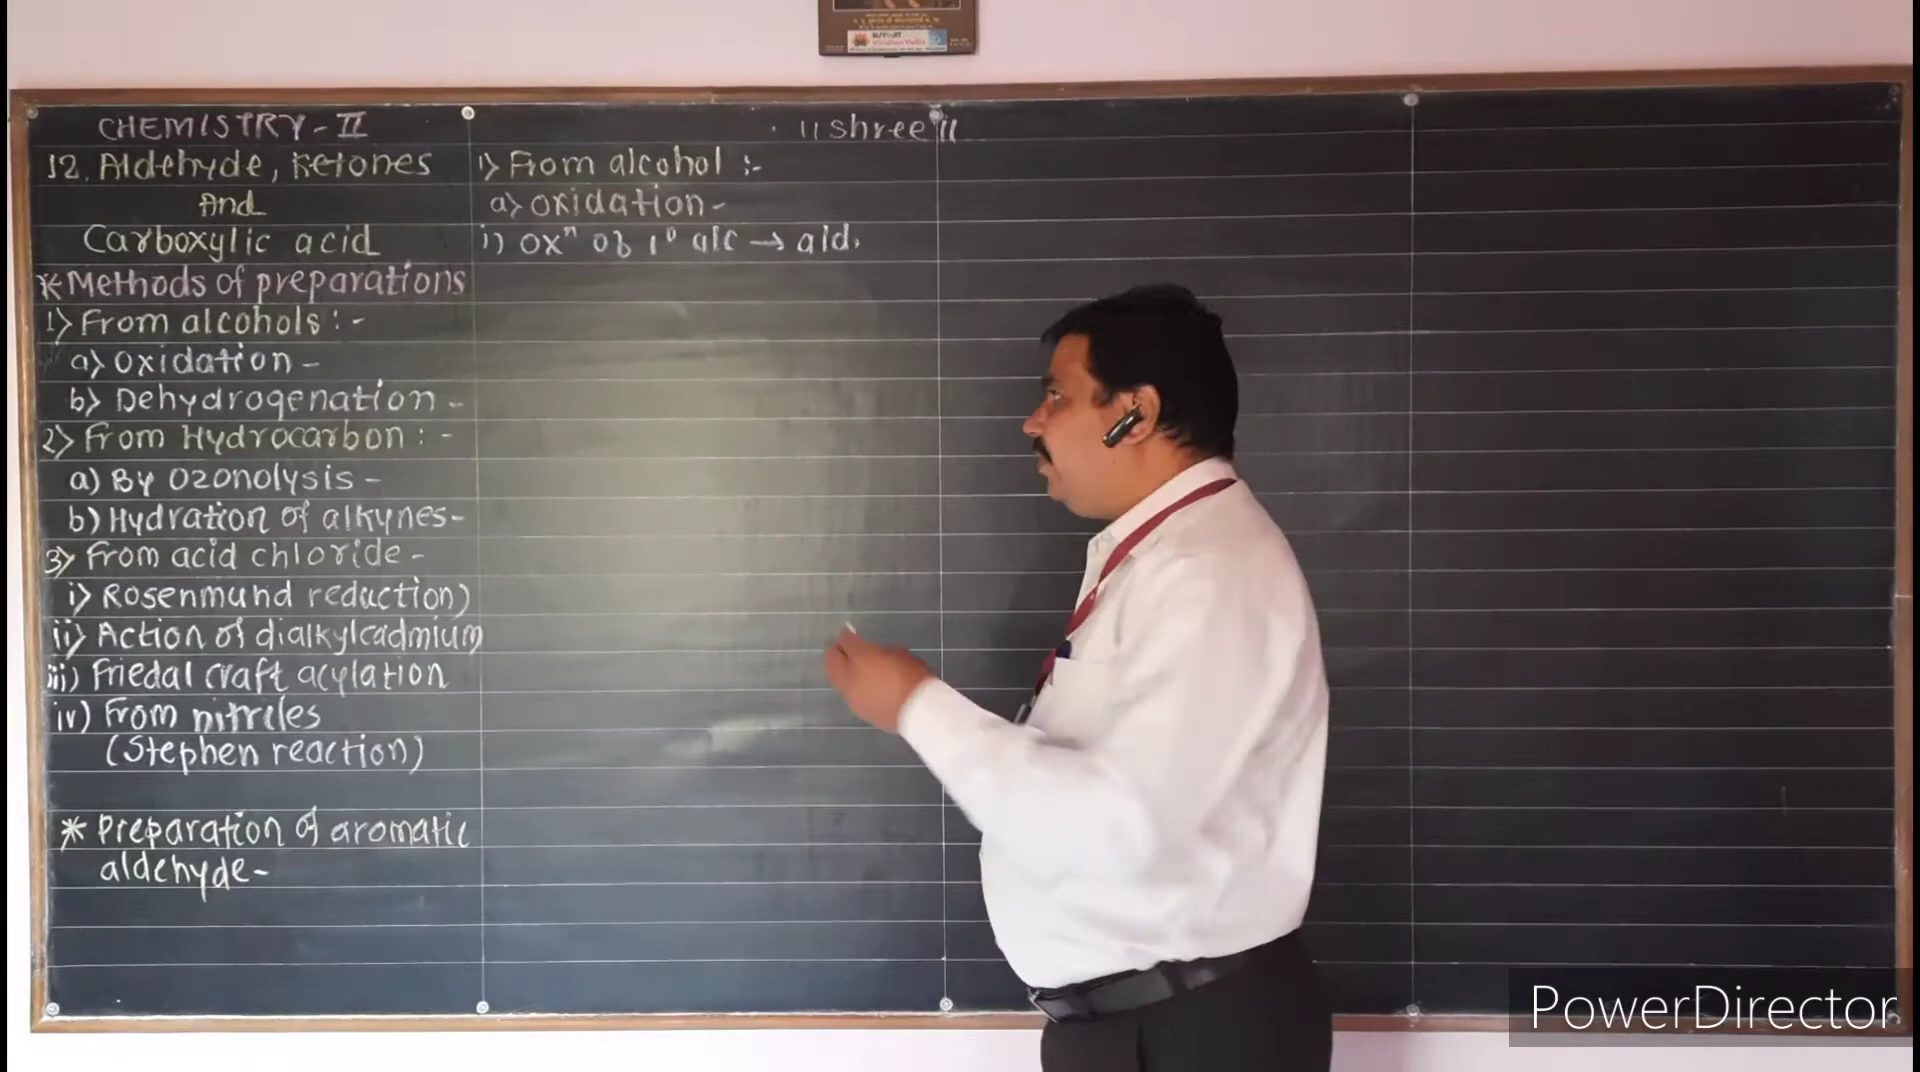 BUYOJIT
CHEMISTRY - II
12. Aldehyde, Ketones
And
Carboxylic acid
* Methods of preparations
1) From alcohols : -
a) Oxidation -
b) Dehydrogenation -
2) From Hydrocarbon : -
a) By Ozonolysis -
b) Hydration of alkynes -
3) From acid chloride -
i) Rosenmund reduction)
ii) Action of dialkylcadmium
iii) Friedal craft acylation
iv) From nitriles
(Stephen reaction)
* Preparation of aromatic
aldehyde -
|| shree ||
1) From alcohol :-
a) Oxidation -
i) Oxⁿ of 1° alc → ald.
PowerDirector